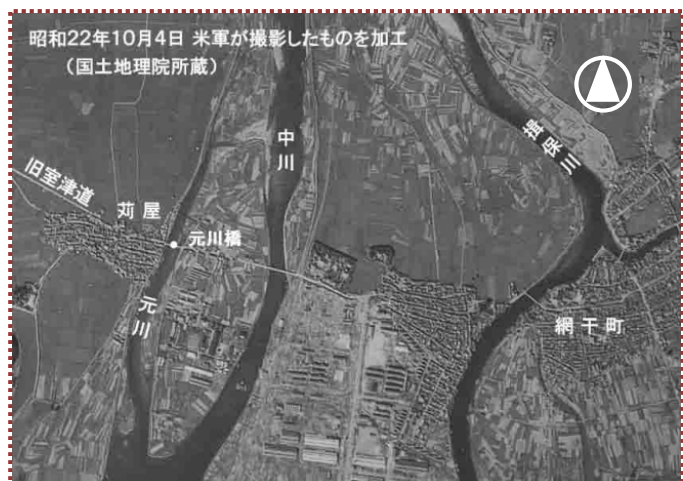 昭和22年10月4日 米軍が撮影したものを加工
（国土地理院所蔵）
中川
揖保川
旧室津道
苅屋
元川橋
元川
網干町